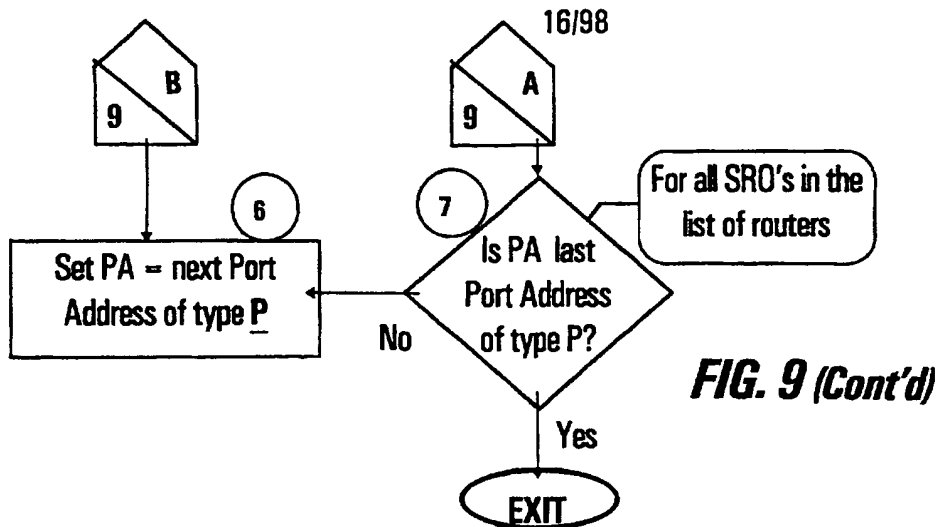 16/98
B
9
A
9
6
7
For all SRO's in the
list of routers
Set PA = next Port
Address of type P
Is PA last
Port Address
of type P?
No
FIG. 9 (Cont'd)
Yes
EXIT